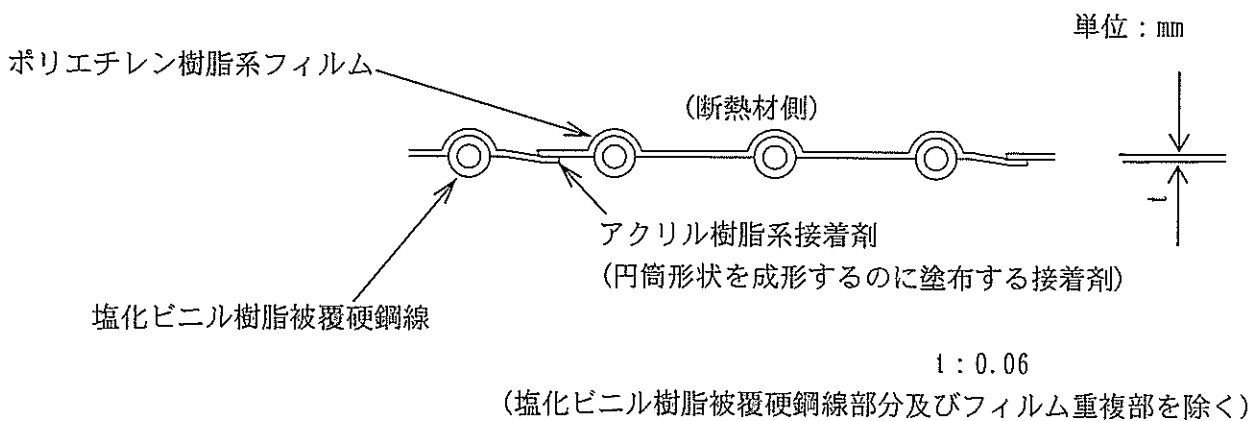 単位：mm
ポリエチレン樹脂系フィルム
(断熱材側)
t
アクリル樹脂系接着剤
(円筒形状を成形するのに塗布する接着剤)
塩化ビニル樹脂被覆硬鋼線
t：0.06
(塩化ビニル樹脂被覆硬鋼線部分及びフィルム重複部を除く)